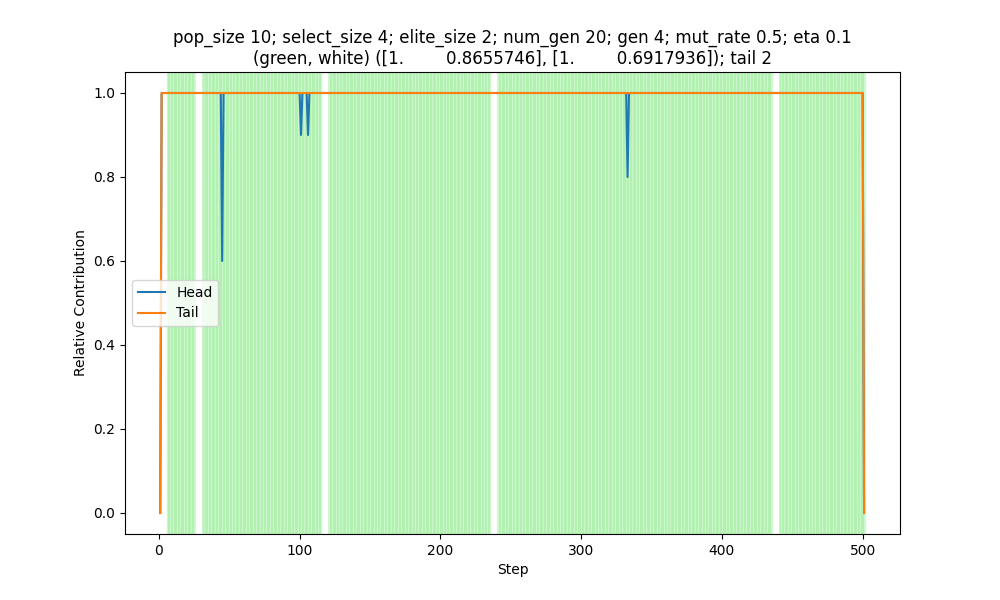 pop_size 10; select_size 4; elite_size 2; num_gen 20; gen 4; mut_rate 0.5; eta 0.1
(green, white) ([1.        0.8655746], [1.        0.6917936]); tail 2
1.0
0.8
0.6
0.4
0.2
0.0
Relative Contribution
Head
Tail
0
100
200
300
400
500
Step